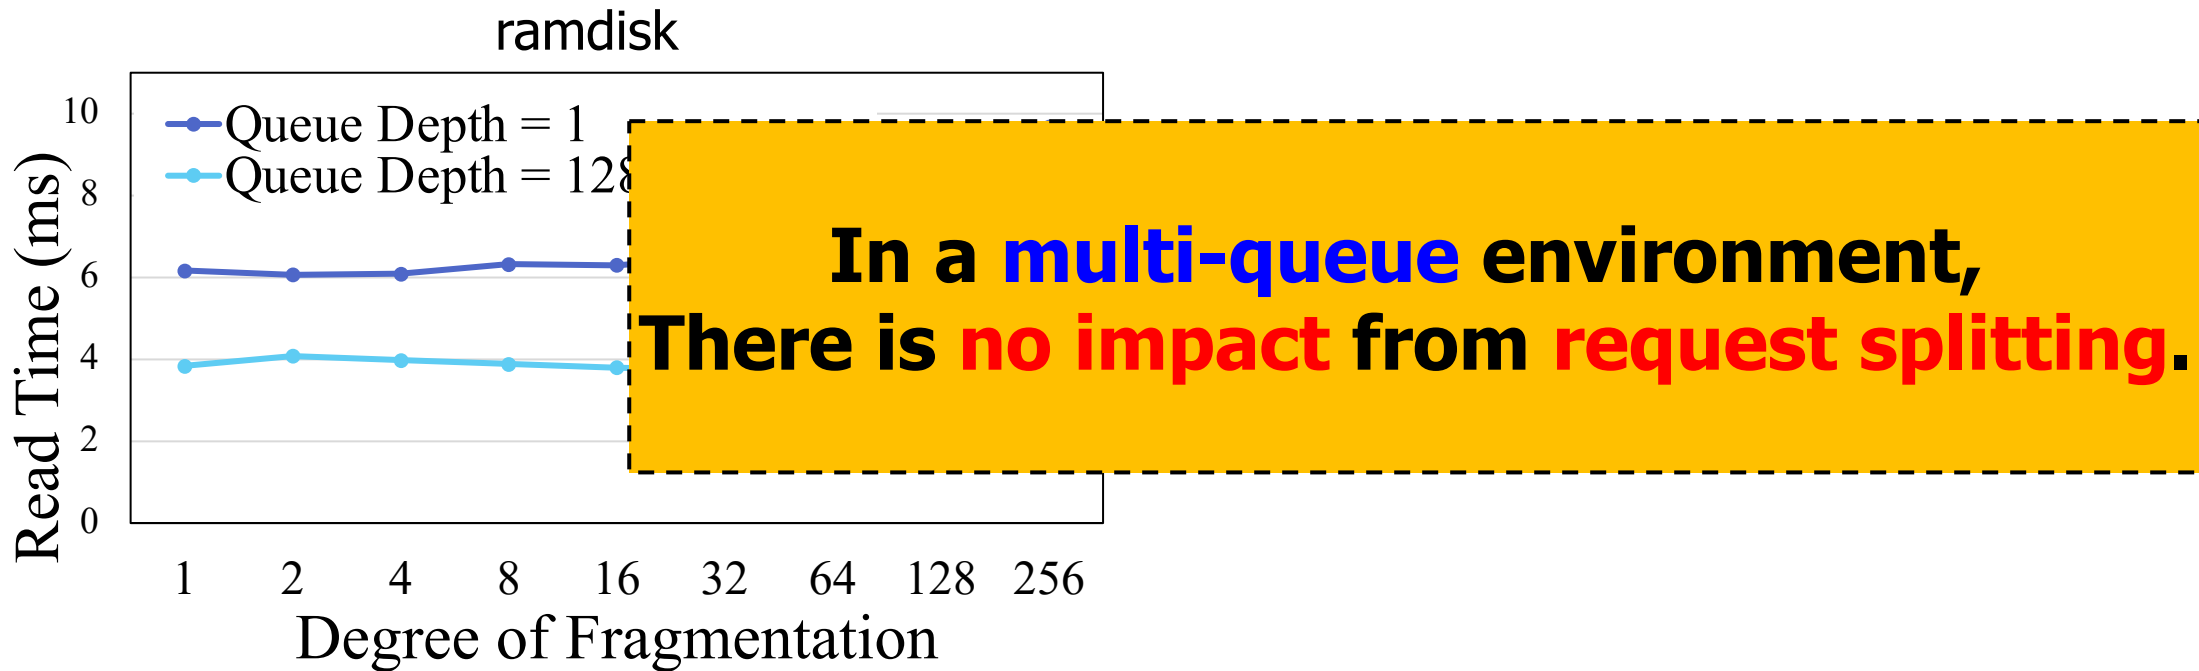 ramdisk
10
8
6
4
2
0
Read Time (ms)
Queue Depth = 1
Queue Depth = 128
In a multi-queue environment,
There is no impact from request splitting.
1 2 4 8 16 32 64 128 256
Degree of Fragmentation